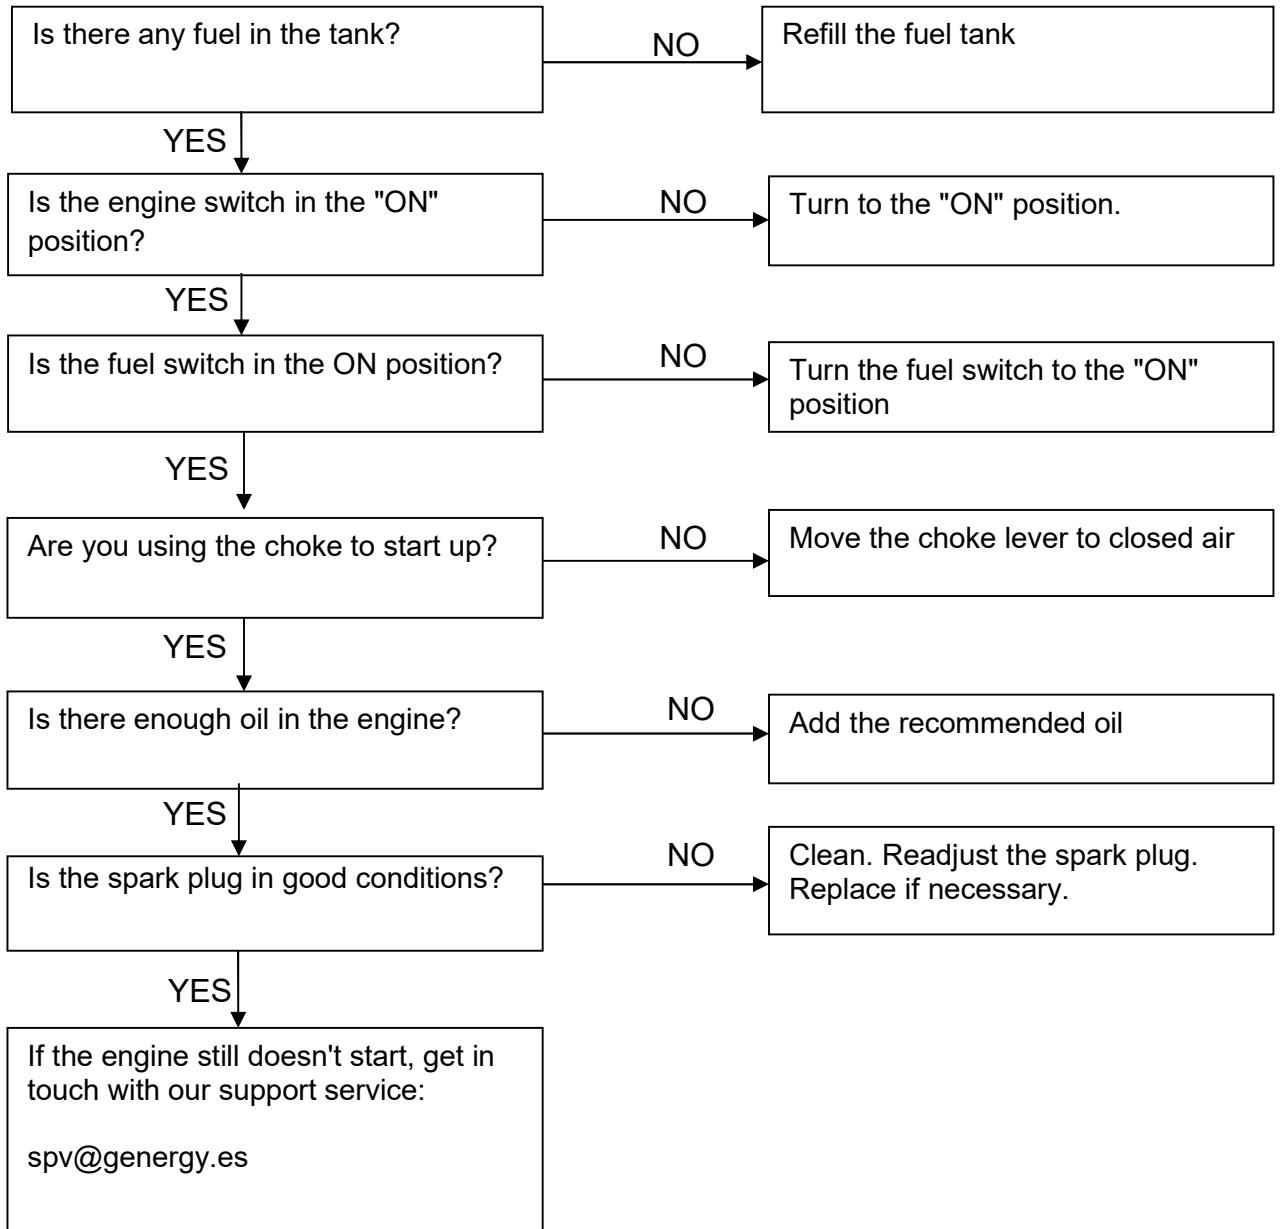 Is there any fuel in the tank?
NO
Refill the fuel tank
YES
Is the engine switch in the "ON"
position?
NO
Turn to the "ON" position.
YES
Is the fuel switch in the ON position?
NO
Turn the fuel switch to the "ON"
position
YES
Are you using the choke to start up?
NO
Move the choke lever to closed air
YES
Is there enough oil in the engine?
NO
Add the recommended oil
YES
Is the spark plug in good conditions?
NO
Clean. Readjust the spark plug.
Replace if necessary.
YES
If the engine still doesn't start, get in
touch with our support service:
spv@genergy.es